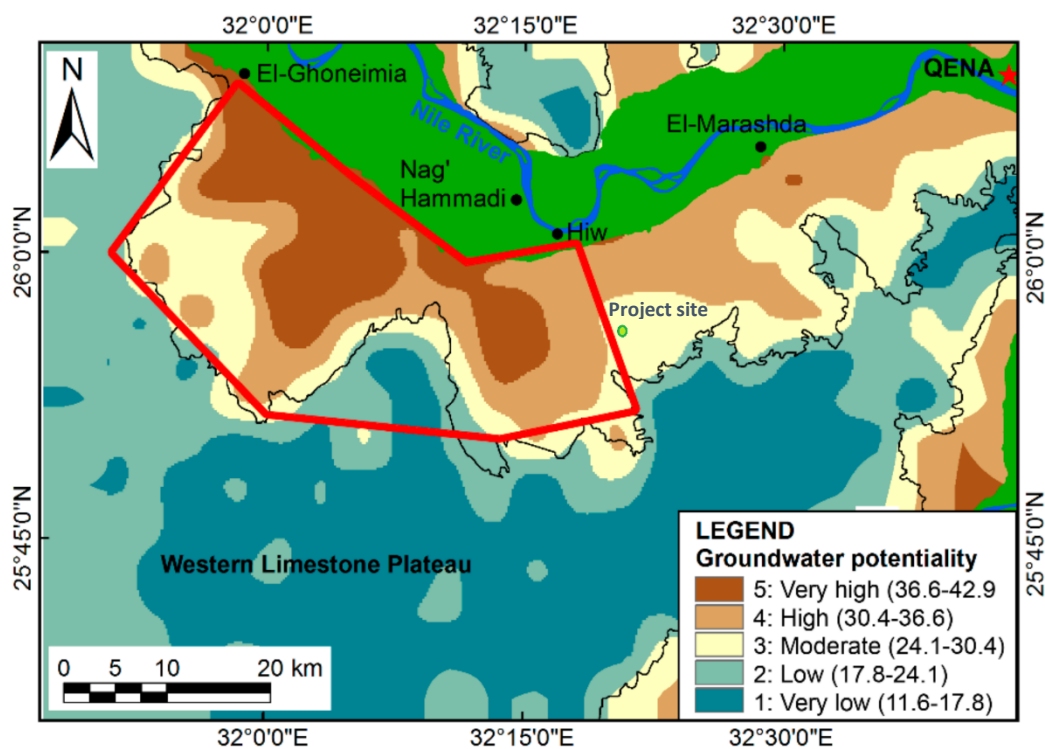 32°0'0"E 32°15'0"E 32°30'0"E
N
El-Ghoneimia
QENA
Nile River
El-Marashda
Nag'
Hammadi
Hiw
26°0'0"N
26°0'0"N
Project site
25°45'0"N
25°45'0"N
Western Limestone Plateau
LEGEND
Groundwater potentiality
5: Very high (36.6-42.9
4: High (30.4-36.6)
3: Moderate (24.1-30.4)
2: Low (17.8-24.1)
1: Very low (11.6-17.8)
0 5 10 20 km
32°0'0"E 32°15'0"E 32°30'0"E